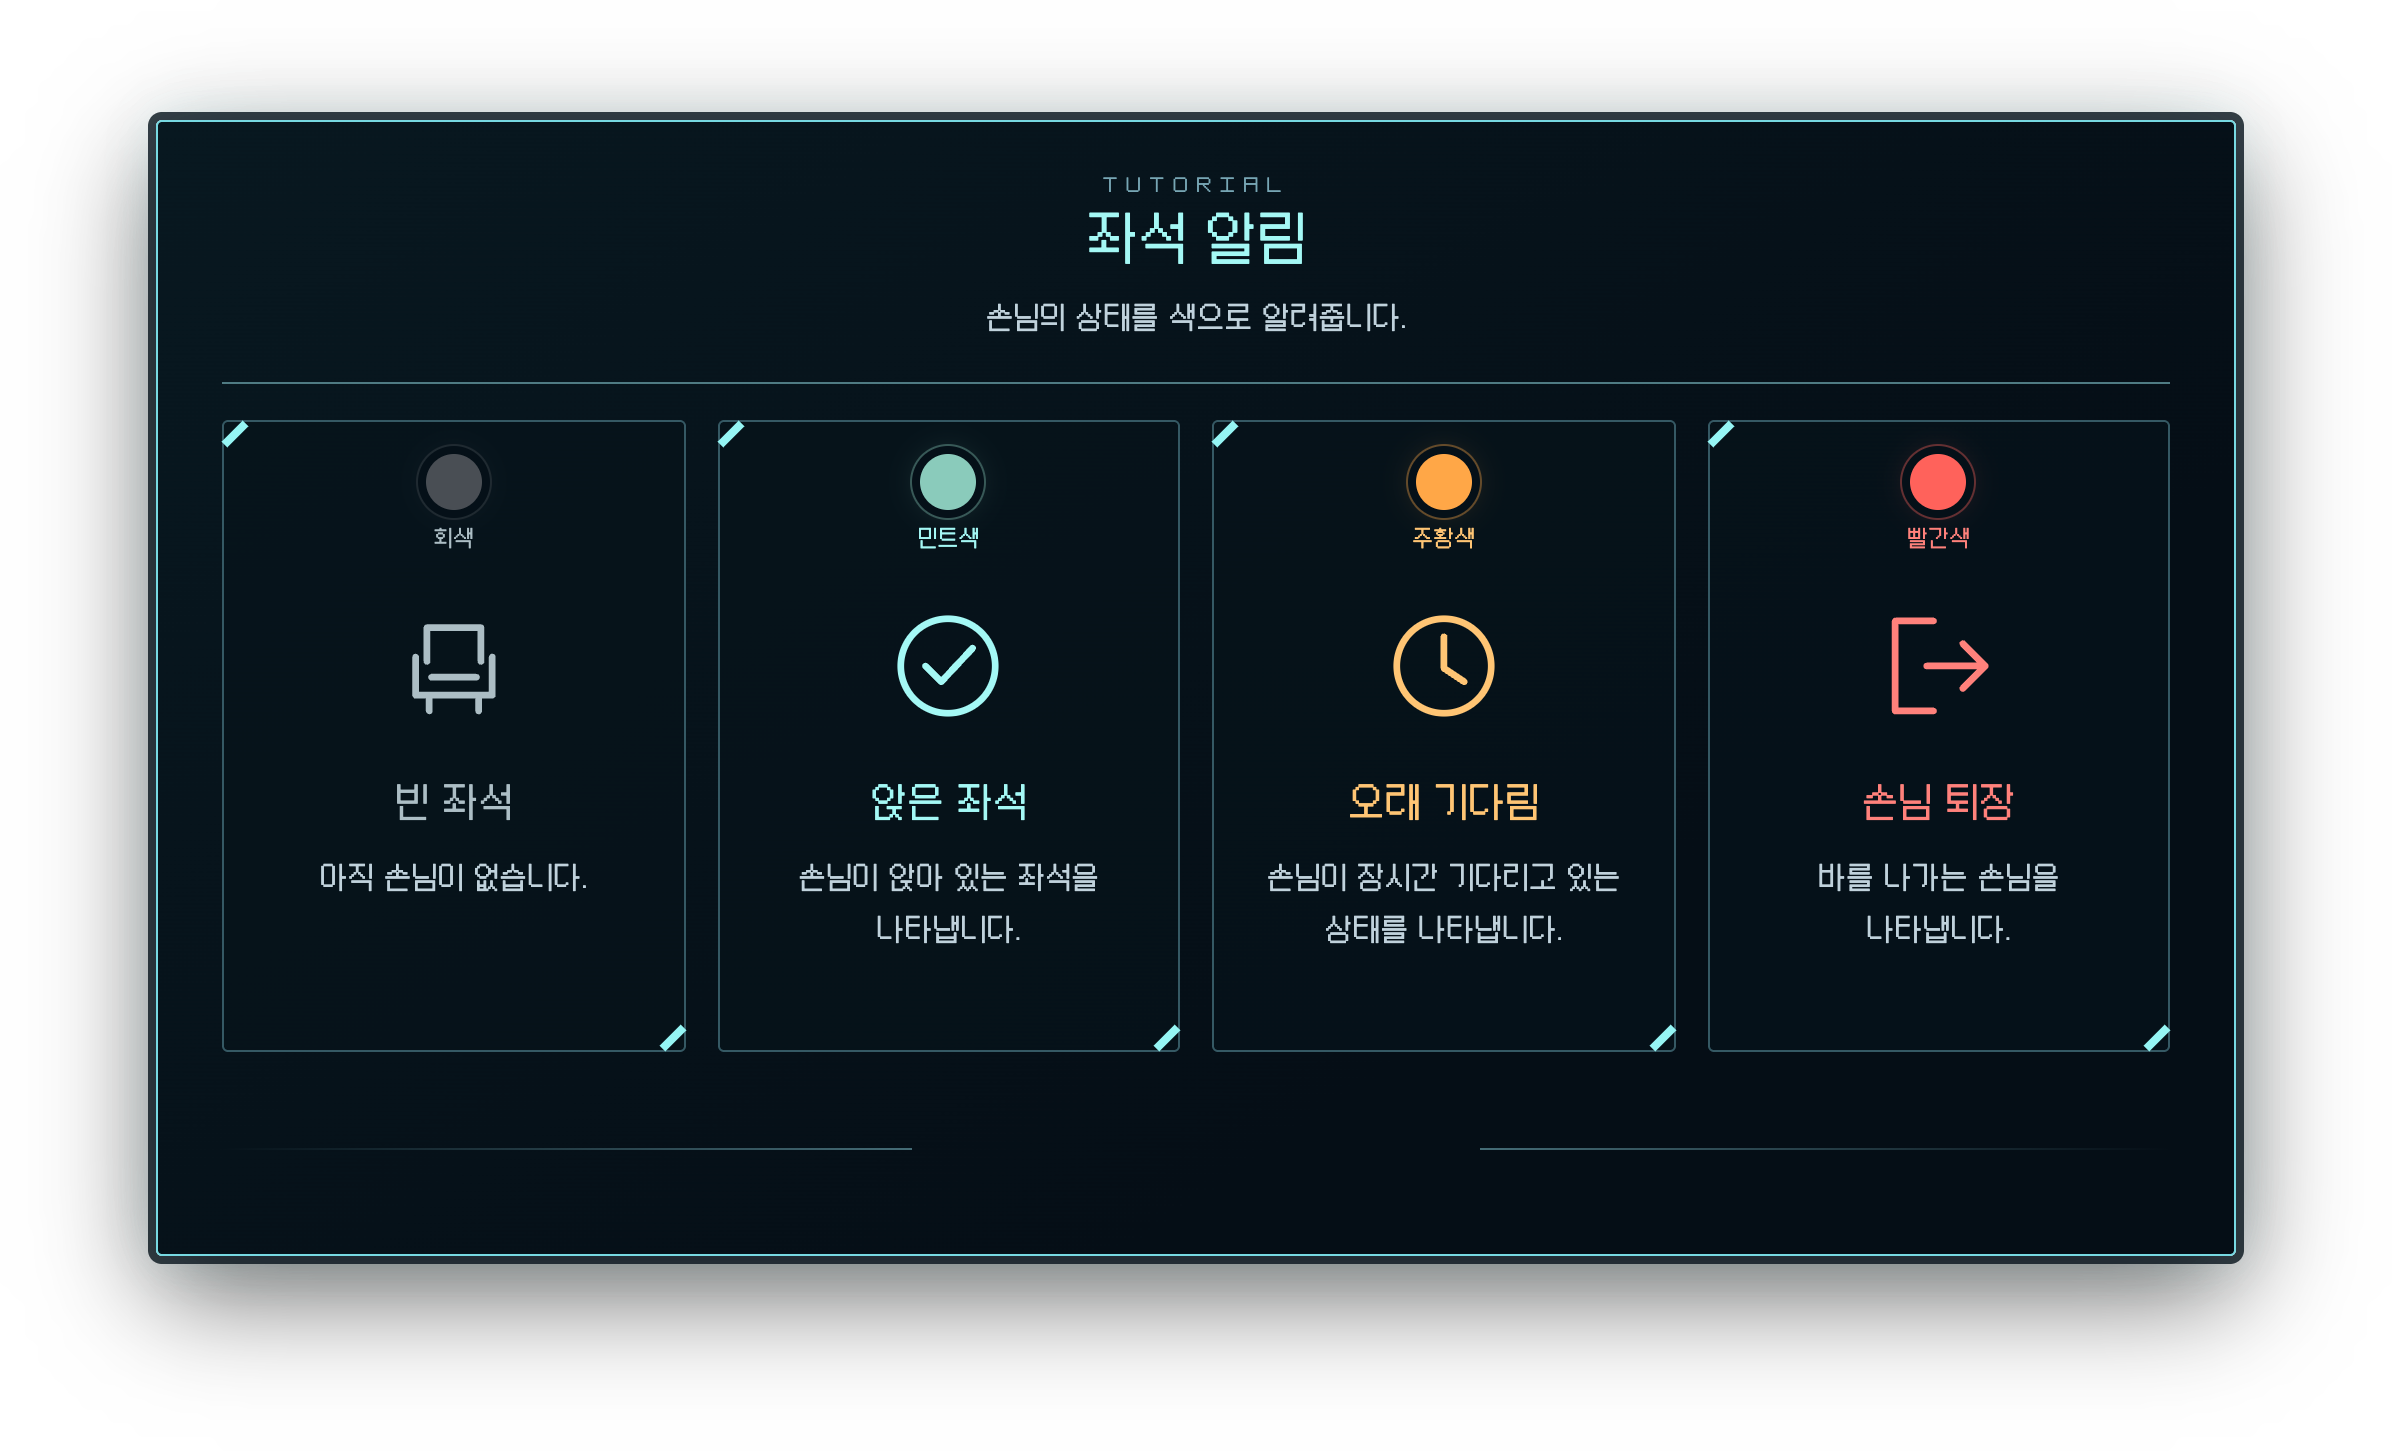 TUTORIAL
좌석 알림
손님의 상태를 색으로 알려줍니다.
회색
빈 좌석
아직 손님이 없습니다.
민트색
앉은 좌석
손님이 앉아 있는 좌석을
나타냅니다.
주황색
오래 기다림
손님이 장시간 기다리고 있는
상태를 나타냅니다.
빨간색
손님 퇴장
바를 나가는 손님을
나타냅니다.